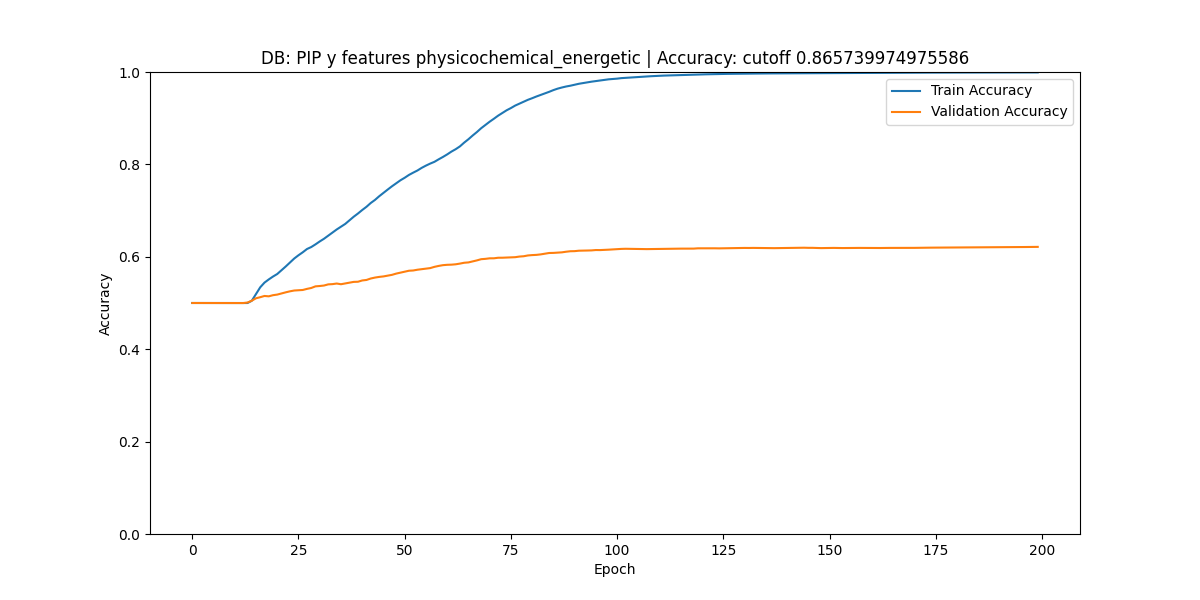 DB: PIP y features physicochemical_energetic | Accuracy: cutoff 0.865739974975586
Train Accuracy
Validation Accuracy
1.0
0.8
0.6
0.4
0.2
0.0
Accuracy
0 25 50 75 100 125 150 175 200
Epoch